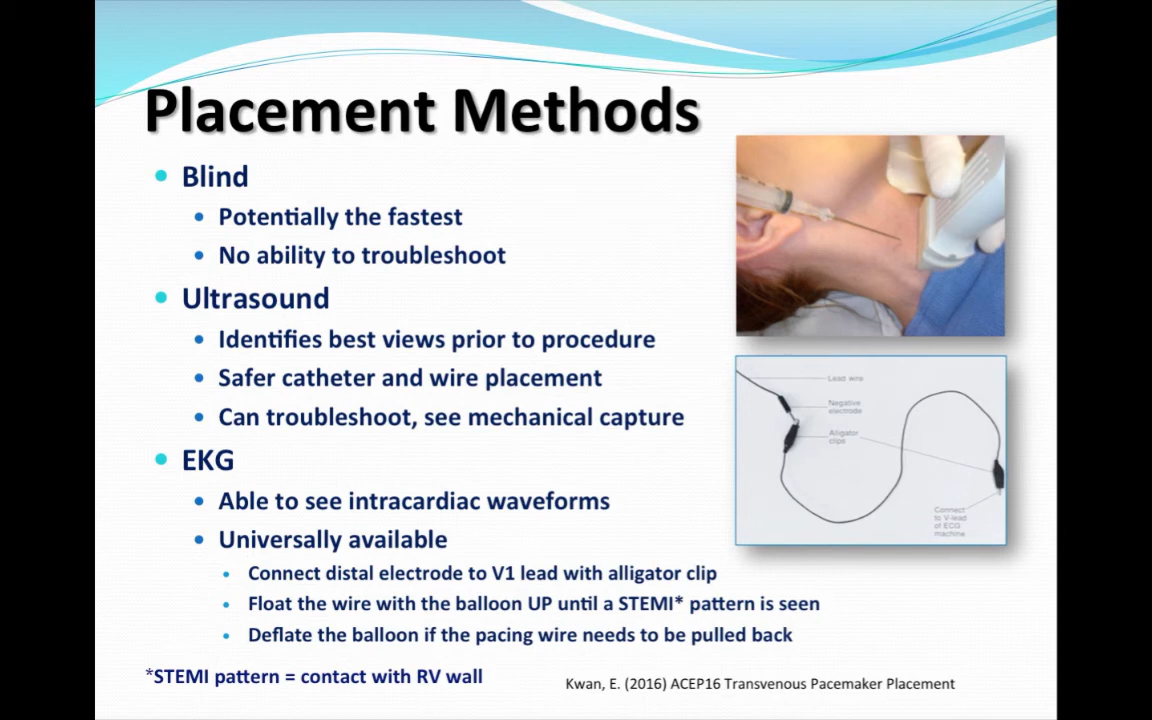 Placement Methods
Blind
Potentially the fastest
No ability to troubleshoot
Ultrasound
Identifies best views prior to procedure
Safer catheter and wire placement
Can troubleshoot, see mechanical capture
EKG
Able to see intracardiac waveforms
Universally available
Connect distal electrode to V1 lead with alligator clip
Float the wire with the balloon UP until a STEMI* pattern is seen
Deflate the balloon if the pacing wire needs to be pulled back
*STEMI pattern = contact with RV wall
Kwan, E. (2016) ACEP16 Transvenous Pacemaker Placement
Lead wire
Negative
electrode
Alligator
clips
Connect
to V-lead
of ECG
machine